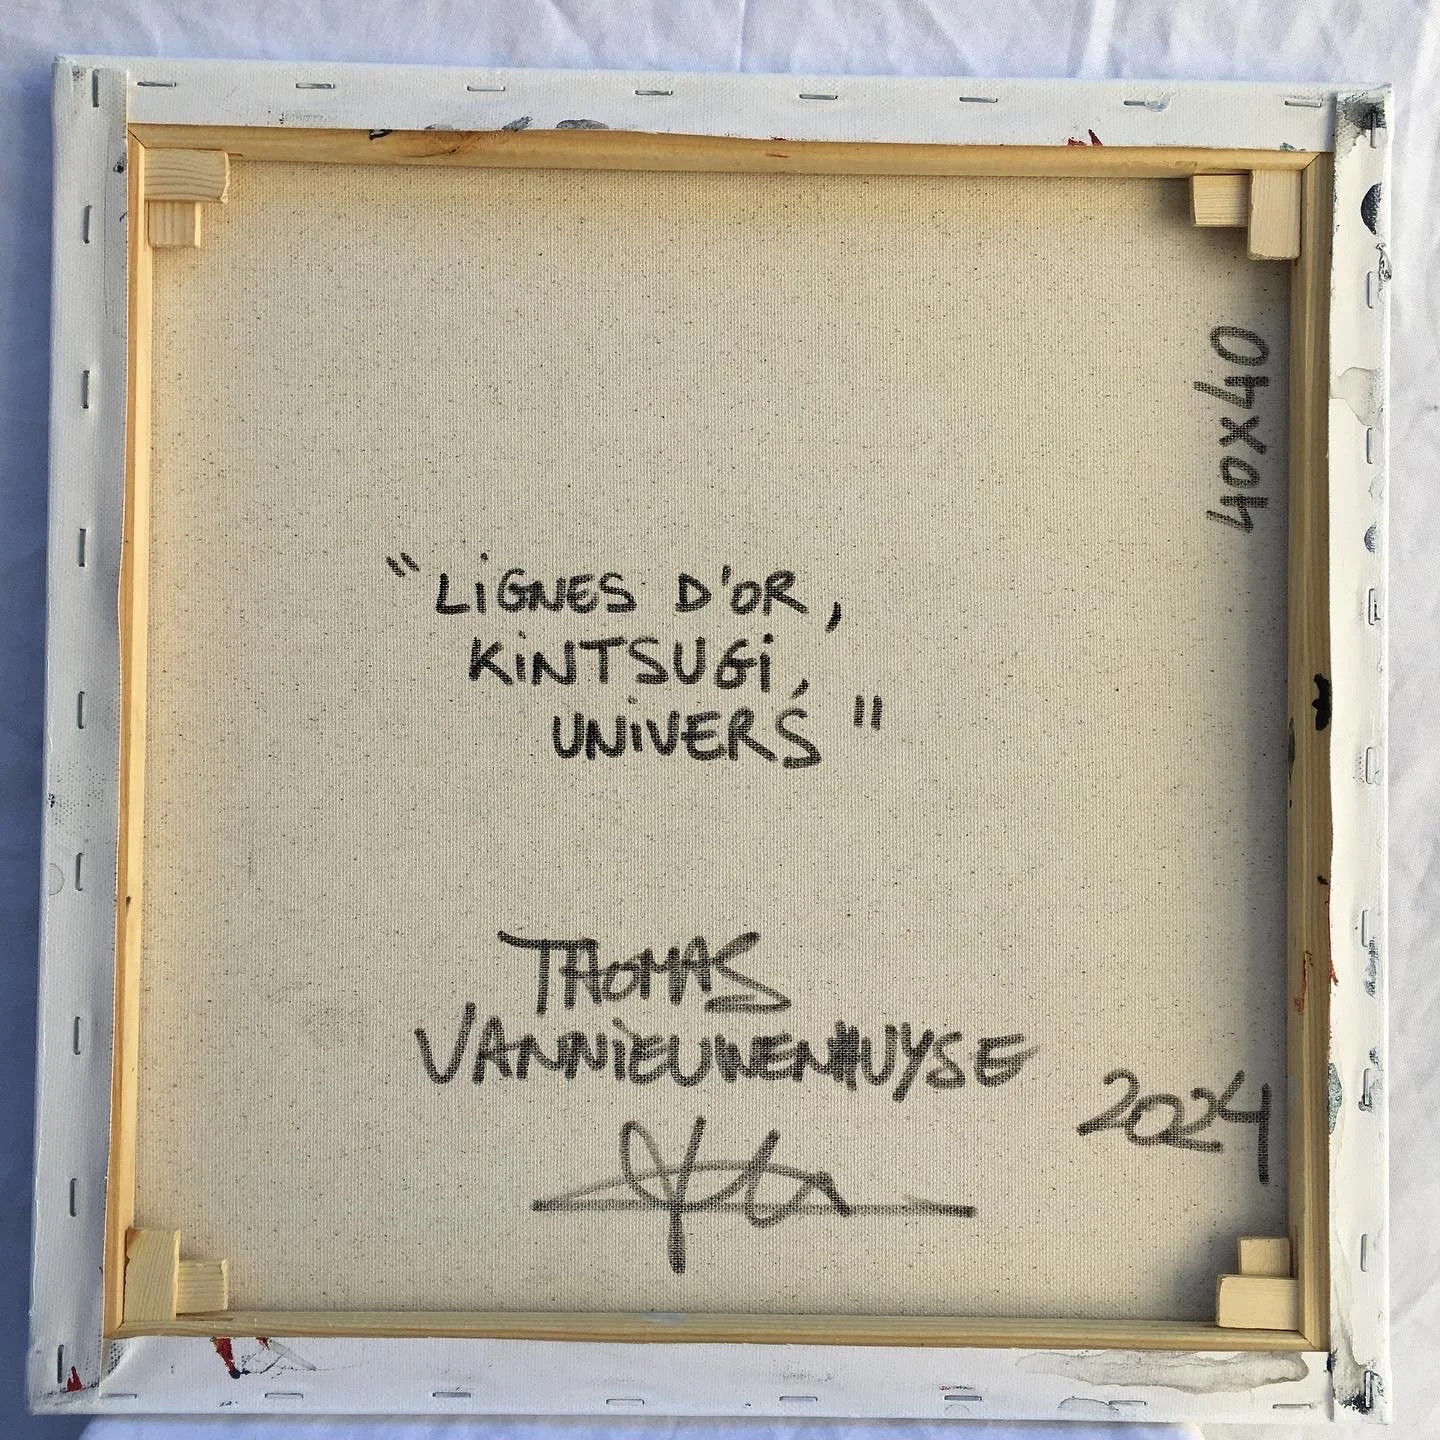 40x40
"LiGNES D'OR,
KiNTSUGi,
UNiVERS"
THOMAS
VANNiEUWENHUYSE
2024